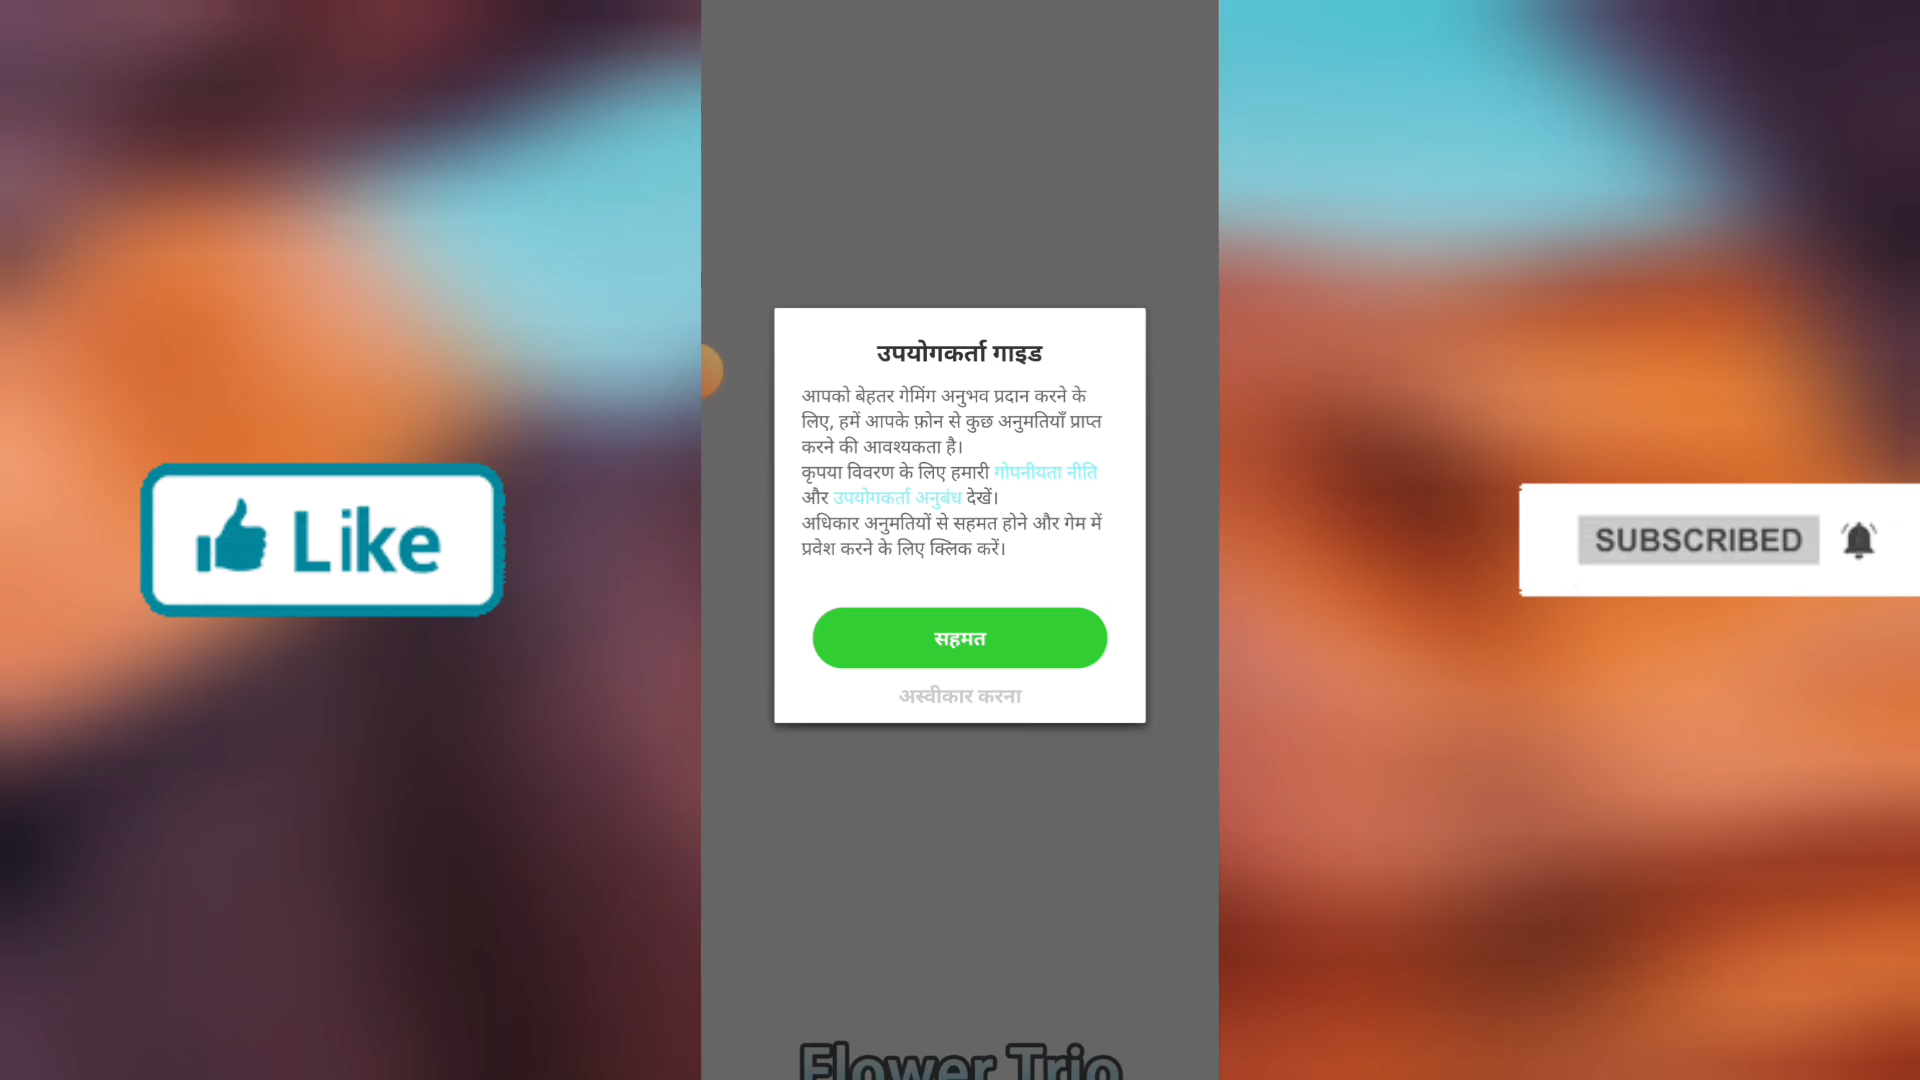 उपयोगकर्ता गाइड
आपको बेहतर गेमिंग अनुभव प्रदान करने के
लिए, हमें आपके फ़ोन से कुछ अनुमतियाँ प्राप्त
करने की आवश्यकता है।
कृपया विवरण के लिए हमारी गोपनीयता नीति
और उपयोगकर्ता अनुबंध देखें।
अधिकार अनुमतियों से सहमत होने और गेम में
प्रवेश करने के लिए क्लिक करें।
सहमत
अस्वीकार करना
Like
SUBSCRIBED
Flower Trio